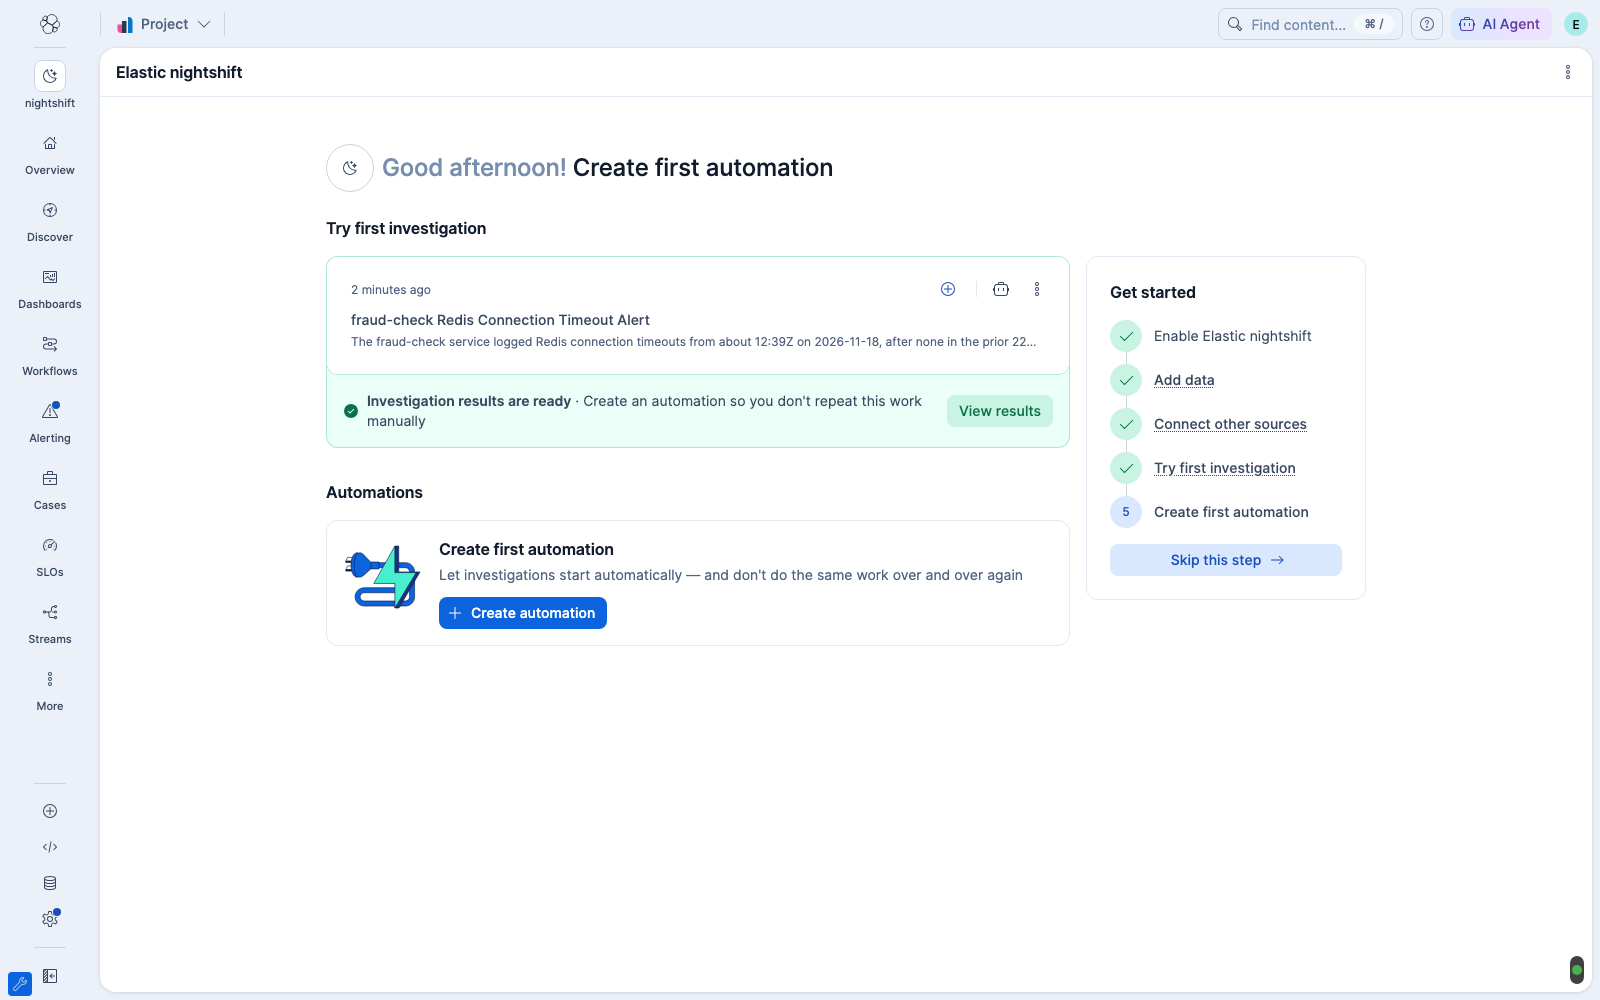 Project
Find content...
⌘ /
AI Agent
E
nightshift
Overview
Discover
Dashboards
Workflows
Alerting
Cases
SLOs
Streams
More
Elastic nightshift
Good afternoon! Create first automation
Try first investigation
2 minutes ago
fraud-check Redis Connection Timeout Alert
The fraud-check service logged Redis connection timeouts from about 12:39Z on 2026-11-18, after none in the prior 22...
Investigation results are ready · Create an automation so you don't repeat this work
manually
View results
Automations
Create first automation
Let investigations start automatically — and don't do the same work over and over again
Create automation
Get started
Enable Elastic nightshift
Add data
Connect other sources
Try first investigation
5
Create first automation
Skip this step